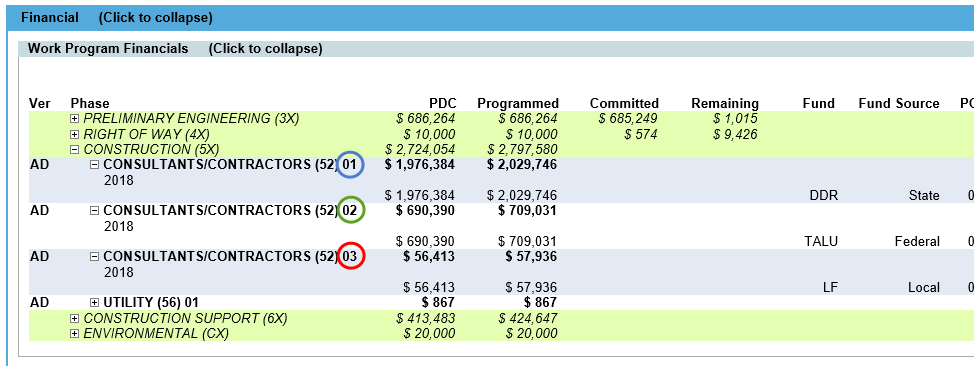 Financial (Click to collapse)
Work Program Financials (Click to collapse)
Ver Phase PDC Programmed Committed Remaining Fund Fund Source
PRELIMINARY ENGINEERING (3X) $ 686,264 $ 686,264 $ 685,249 $ 1,015
RIGHT OF WAY (4X) $ 10,000 $ 10,000 $ 574 $ 9,426
CONSTRUCTION (5X) $ 2,724,054 $ 2,797,580
AD CONSULTANTS/CONTRACTORS (52) 01 $ 1,976,384 $ 2,029,746
2018
$ 1,976,384 $ 2,029,746 DDR State 0
AD CONSULTANTS/CONTRACTORS (52) 02 $ 690,390 $ 709,031
2018
$ 690,390 $ 709,031 TALU Federal 0
AD CONSULTANTS/CONTRACTORS (52) 03 $ 56,413 $ 57,936
2018
$ 56,413 $ 57,936 LF Local 0
AD UTILITY (56) 01 $ 867 $ 867
CONSTRUCTION SUPPORT (6X) $ 413,483 $ 424,647
ENVIRONMENTAL (CX) $ 20,000 $ 20,000